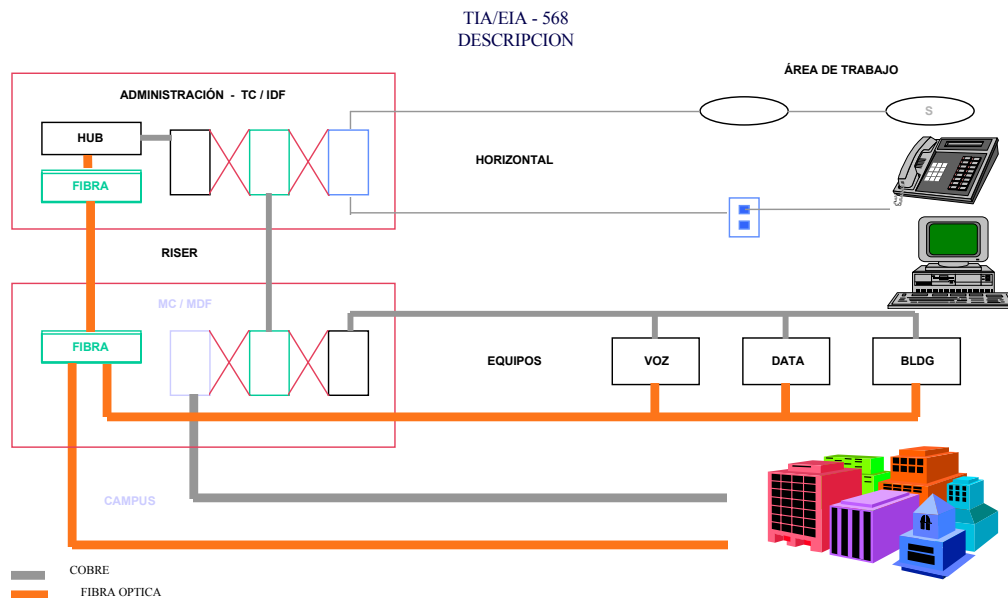 TIA/EIA - 568
DESCRIPCION
ÁREA DE TRABAJO
ADMINISTRACIÓN - TC / IDF
S
HUB
HORIZONTAL
FIBRA
RISER
MC / MDF
FIBRA
EQUIPOS
VOZ
DATA
BLDG
CAMPUS
COBRE
FIBRA OPTICA